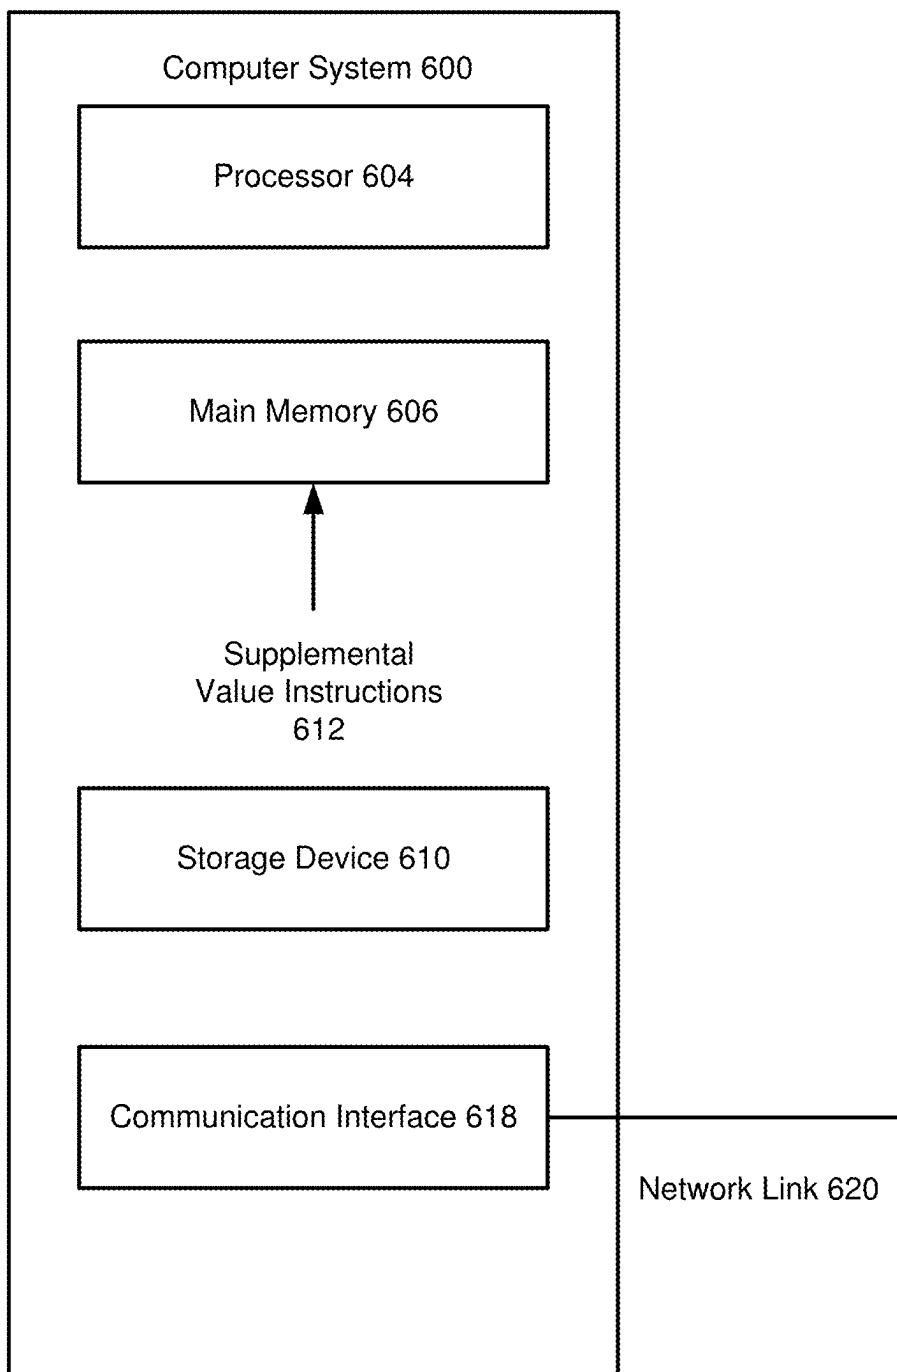 Computer System 600
Processor 604
Main Memory 606
Supplemental
Value Instructions
612
Storage Device 610
Communication Interface 618
Network Link 620